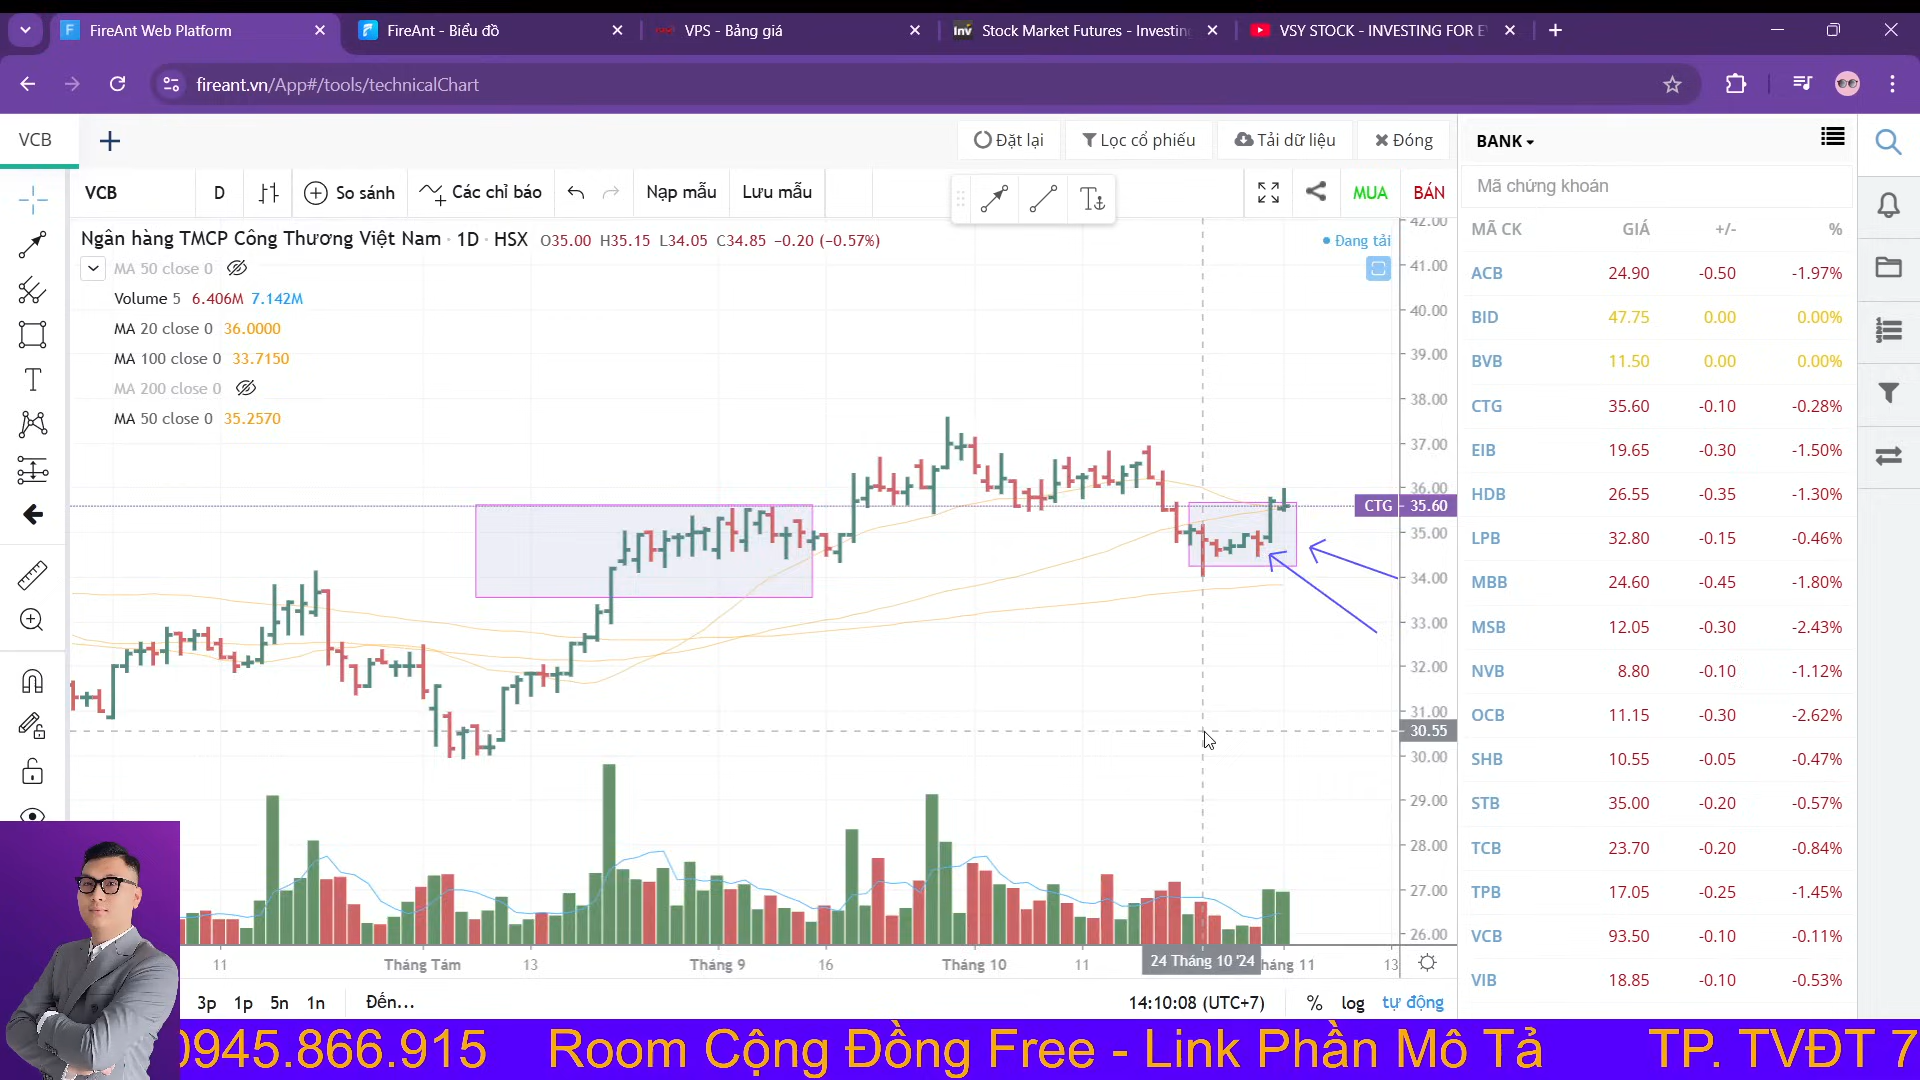 FireAnt Web Platform
FireAnt - Biểu đồ
VPS - Bảng giá
Stock Market Futures - Investing
VSY STOCK - INVESTING FOR E
fireant.vn/App#/tools/technicalChart
VCB
Đặt lại
Lọc cổ phiếu
Tải dữ liệu
Đóng
VCB D So sánh Các chỉ báo Nạp mẫu Lưu mẫu T MUA BÁN
Ngân hàng TMCP Công Thương Việt Nam · 1D · HSX O35.00 H35.15 L34.05 C34.85 −0.20 (−0.57%)
Đang tải
MA 50 close 0
Volume 5 6.406M 7.142M
MA 20 close 0 36.0000
MA 100 close 0 33.7150
MA 200 close 0
MA 50 close 0 35.2570
42.00
41.00
40.00
39.00
38.00
37.00
36.00
CTG 35.60
35.00
34.00
33.00
32.00
31.00
30.55
30.00
29.00
28.00
27.00
26.00
11 Tháng Tám 13 Tháng 9 16 Tháng 10 11 24 Tháng 10 '24 háng 11 13
3p 1p 5n 1n Đến... 14:10:08 (UTC+7) % log tự động
BANK
Mã chứng khoán
MÃ CK GIÁ +/- %
ACB 24.90 -0.50 -1.97%
BID 47.75 0.00 0.00%
BVB 11.50 0.00 0.00%
CTG 35.60 -0.10 -0.28%
EIB 19.65 -0.30 -1.50%
HDB 26.55 -0.35 -1.30%
LPB 32.80 -0.15 -0.46%
MBB 24.60 -0.45 -1.80%
MSB 12.05 -0.30 -2.43%
NVB 8.80 -0.10 -1.12%
OCB 11.15 -0.30 -2.62%
SHB 10.55 -0.05 -0.47%
STB 35.00 -0.20 -0.57%
TCB 23.70 -0.20 -0.84%
TPB 17.05 -0.25 -1.45%
VCB 93.50 -0.10 -0.11%
VIB 18.85 -0.10 -0.53%
0945.866.915 Room Cộng Đồng Free - Link Phần Mô Tả TP. TVĐT 7